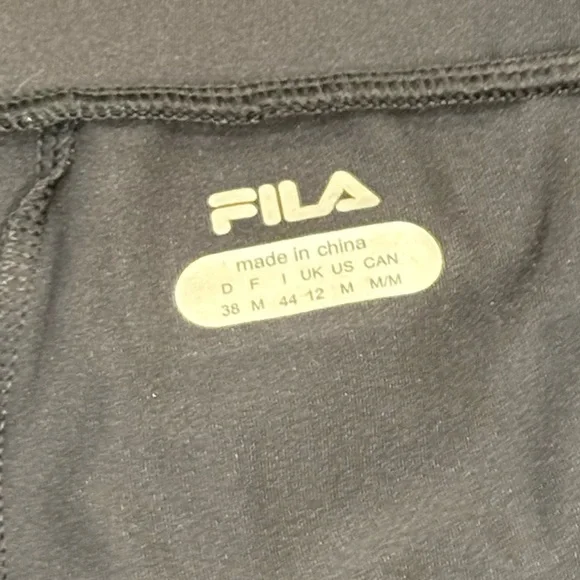 FILA
made in china
D F I UK US CAN
38 M 44 12 M M/M